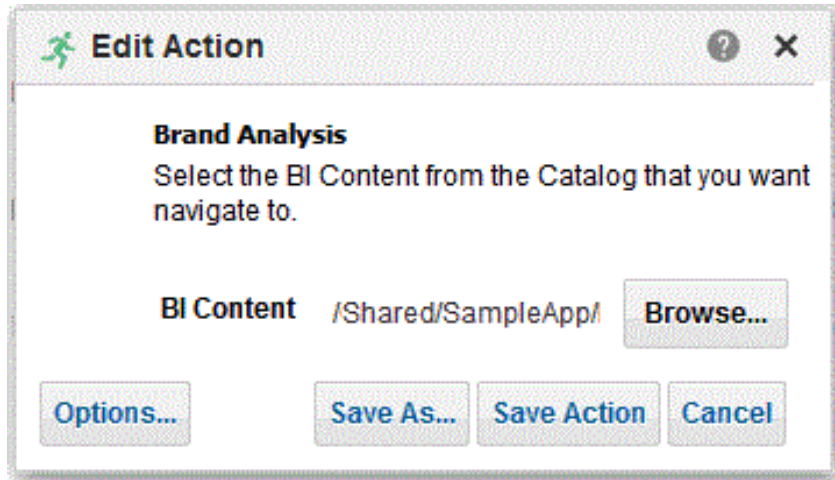 Edit Action
Brand Analysis
Select the BI Content from the Catalog that you want
navigate to.
BI Content /Shared/SampleApp/ Browse...
Options... Save As... Save Action Cancel